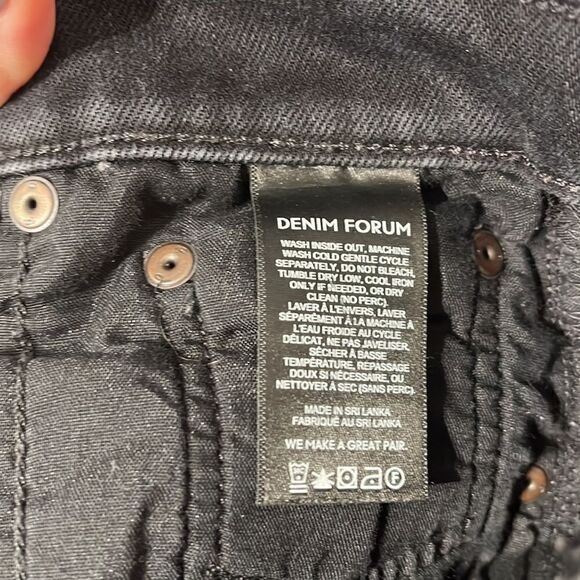 DENIM FORUM
WASH INSIDE OUT, MACHINE
WASH COLD GENTLE CYCLE
SEPARATELY, DO NOT BLEACH,
TUMBLE DRY LOW, COOL IRON
ONLY IF NEEDED, OR DRY
CLEAN (NO PERC).
LAVER À L'ENVERS, LAVER
SÉPARÉMENT À LA MACHINE À
L'EAU FROIDE AU CYCLE
DÉLICAT, NE PAS JAVELISER,
SÉCHER À BASSE
TEMPÉRATURE, REPASSAGE
DOUX SI NÉCESSAIRE, OU
NETTOYER À SEC (SANS PERC).
MADE IN SRI LANKA
FABRIQUÉ AU SRI LANKA
WE MAKE A GREAT PAIR.
F